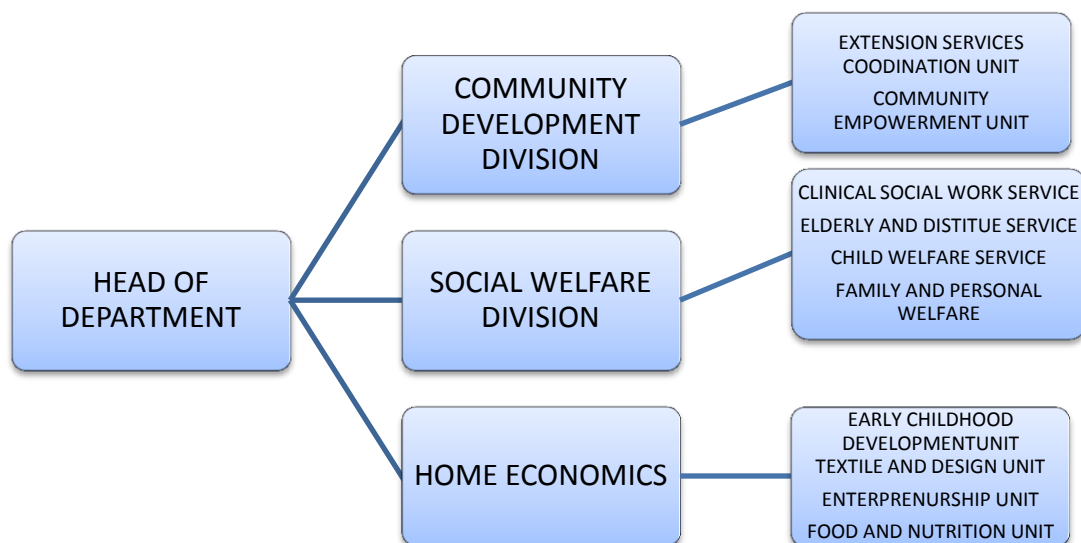 HEAD OF
DEPARTMENT
COMMUNITY
DEVELOPMENT
DIVISION
EXTENSION SERVICES
COODINATION UNIT
COMMUNITY
EMPOWERMENT UNIT
SOCIAL WELFARE
DIVISION
CLINICAL SOCIAL WORK SERVICE
ELDERLY AND DISTITUE SERVICE
CHILD WELFARE SERVICE
FAMILY AND PERSONAL
WELFARE
HOME ECONOMICS
EARLY CHILDHOOD
DEVELOPMENTUNIT
TEXTILE AND DESIGN UNIT
ENTERPRENURSHIP UNIT
FOOD AND NUTRITION UNIT